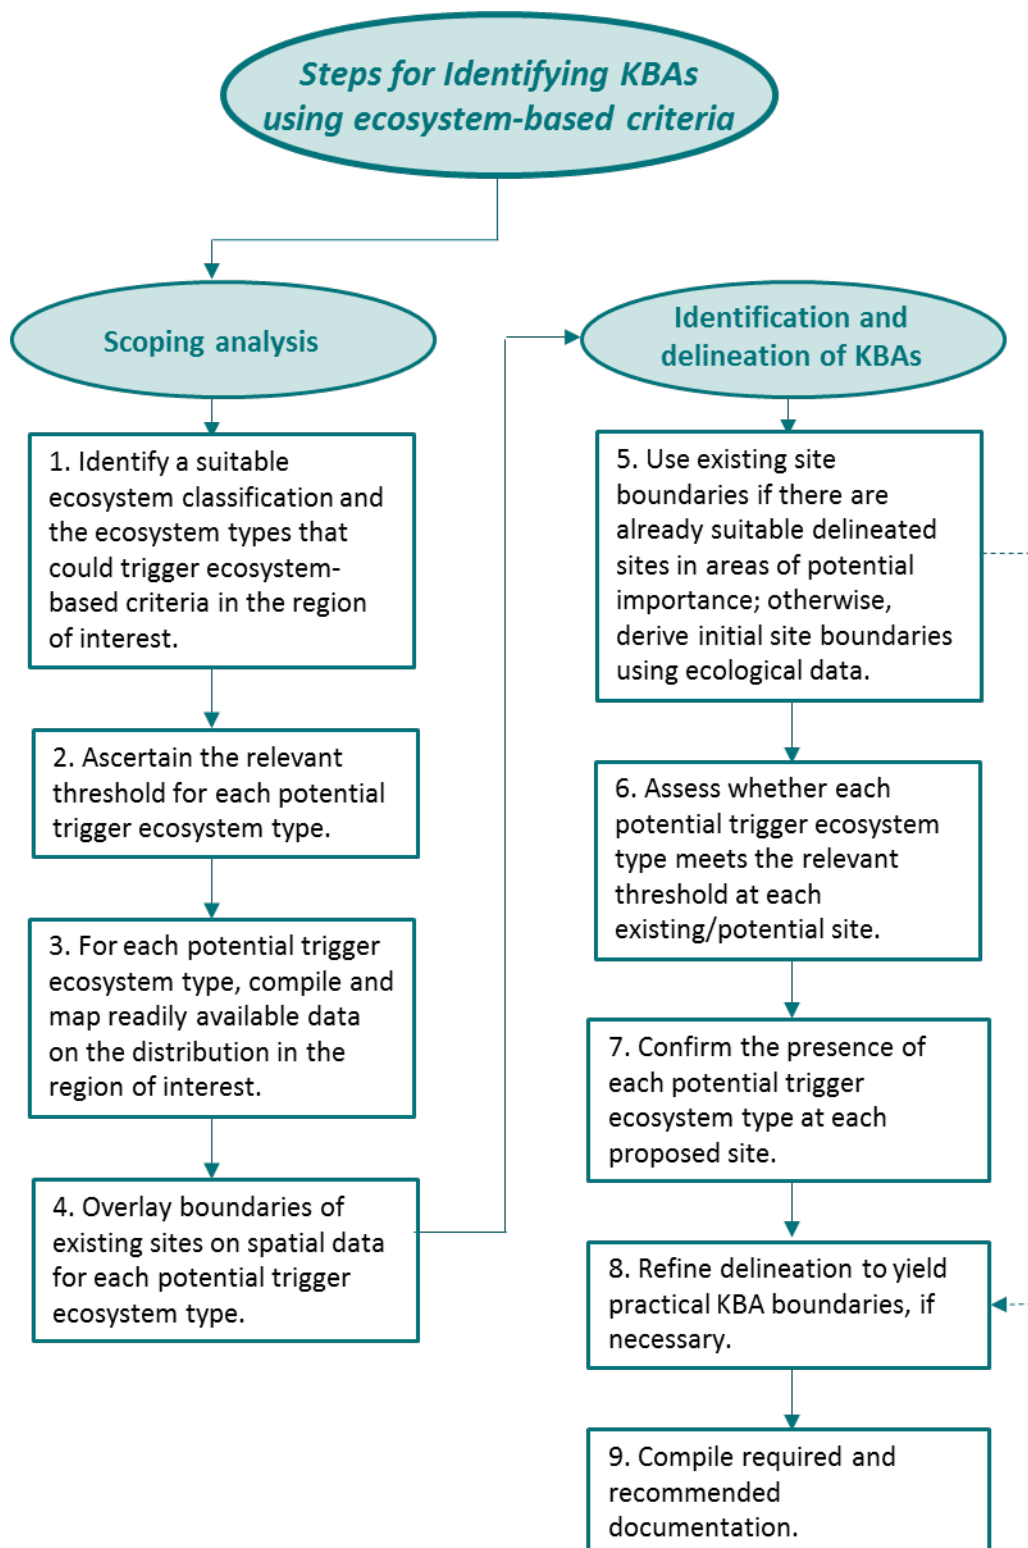 Steps for Identifying KBAs
using ecosystem-based criteria
Scoping analysis
1. Identify a suitable
ecosystem classification and
the ecosystem types that
could trigger ecosystem-
based criteria in the region
of interest.
2. Ascertain the relevant
threshold for each potential
trigger ecosystem type.
3. For each potential trigger
ecosystem type, compile and
map readily available data
on the distribution in the
region of interest.
4. Overlay boundaries of
existing sites on spatial data
for each potential trigger
ecosystem type.
Identification and
delineation of KBAs
5. Use existing site
boundaries if there are
already suitable delineated
sites in areas of potential
importance; otherwise,
derive initial site boundaries
using ecological data.
6. Assess whether each
potential trigger ecosystem
type meets the relevant
threshold at each
existing/potential site.
7. Confirm the presence of
each potential trigger
ecosystem type at each
proposed site.
8. Refine delineation to yield
practical KBA boundaries, if
necessary.
9. Compile required and
recommended
documentation.